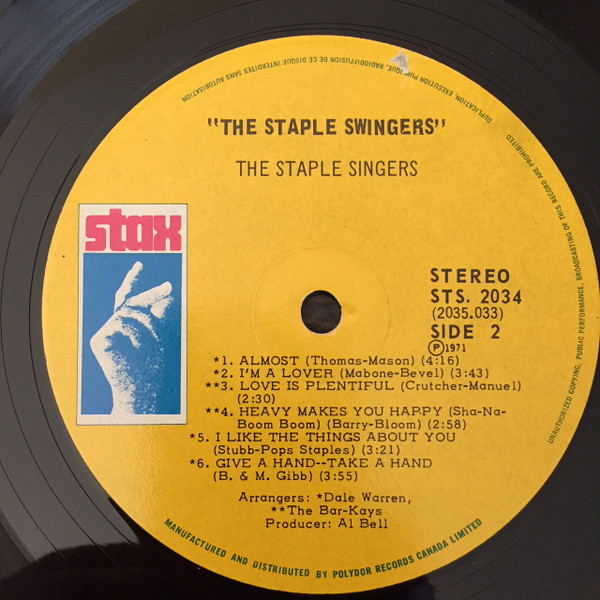 DUPLICATION, EXECUTION PUBLIQUE, RADIODIFFUSION DE CE DISQUE INTERDITES SANS AUTORISATION
"THE STAPLE SWINGERS"
THE STAPLE SINGERS
stax
STEREO
STS. 2034
(2035.033)
SIDE 2
Ⓟ1971
*1. ALMOST (Thomas-Mason) (4:16)
*2. I'M A LOVER (Mabone-Bevel) (3:43)
**3. LOVE IS PLENTIFUL (Crutcher-Manuel)
(2:30)
**4. HEAVY MAKES YOU HAPPY (Sha-Na-
Boom Boom) (Barry-Bloom) (2:58)
*5. I LIKE THE THINGS ABOUT YOU
(Stubb-Pops Staples) (3:21)
*6. GIVE A HAND--TAKE A HAND
(B. & M. Gibb) (3:55)
Arrangers: *Dale Warren,
**The Bar-Kays
Producer: Al Bell
UNAUTHORIZED COPYING, PUBLIC PERFORMANCE, BROADCASTING OF THIS RECORD ARE PROHIBITED
MANUFACTURED AND DISTRIBUTED BY POLYDOR RECORDS CANADA LIMITED